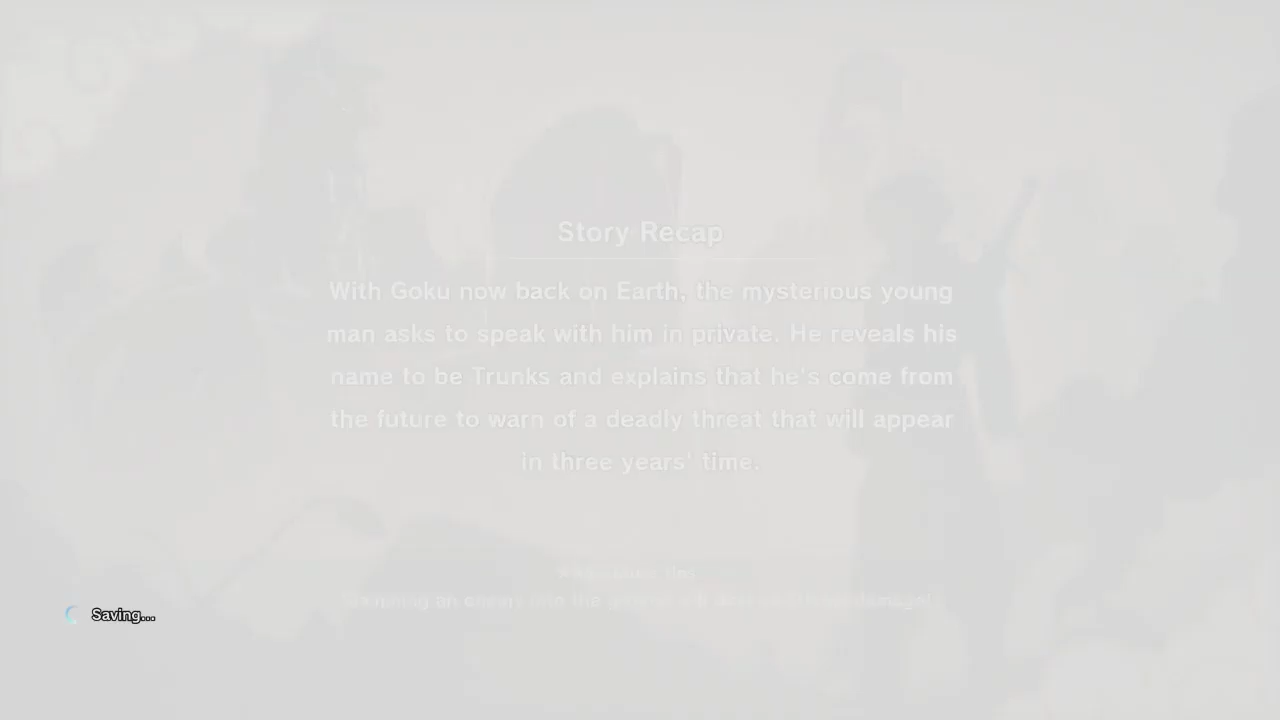 Story Recap
With Goku now back on Earth, the mysterious young
man asks to speak with him in private. He reveals his
name to be Trunks and explains that he's come from
the future to warn of a deadly threat that will appear
in three years' time.
an the
Saving...